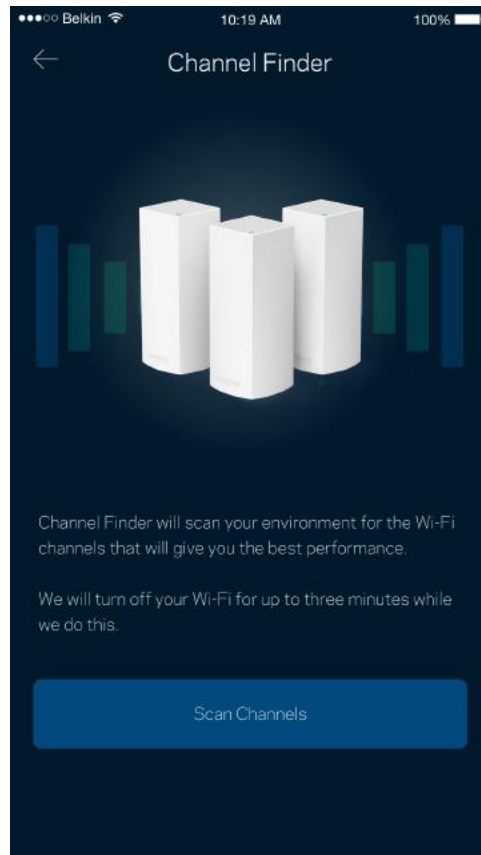 Belkin 10:19 AM 100%
Channel Finder
Channel Finder will scan your environment for the Wi-Fi
channels that will give you the best performance.
We will turn off your Wi-Fi for up to three minutes while
we do this.
Scan Channels